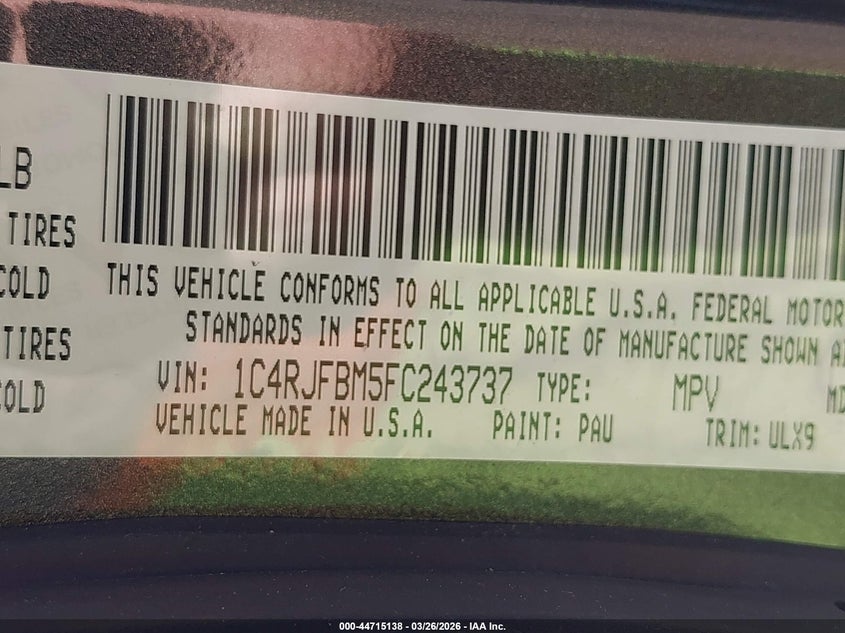 LB
TIRES
COLD
TIRES
COLD
THIS VEHICLE CONFORMS TO ALL APPLICABLE U.S.A. FEDERAL MOTOR
STANDARDS IN EFFECT ON THE DATE OF MANUFACTURE SHOWN A
VIN: 1C4RJFBM5FC243737 TYPE: MPV MD
VEHICLE MADE IN U.S.A. PAINT: PAU TRIM: ULX9
000-44715138 - 03/26/2026 - IAA Inc.